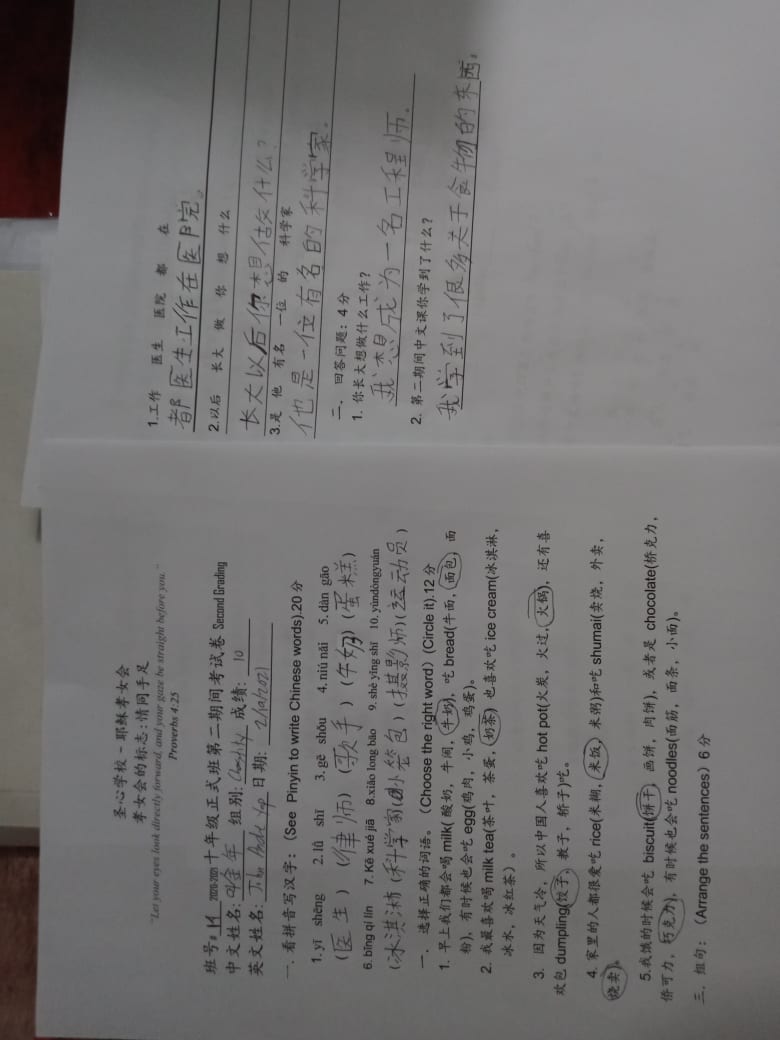 圣心学校－耶稣孝女会
孝女会的标志:情同手足
"Let your eyes look directly forward, and your gaze be straight before you."
Proverbs 4:25
班号# 14 2020-2021 十年级正式班第二期间考试卷 Second Grading
中文姓名: 组别: Chastity 成绩: 10
英文姓名: John Andre Yap 日期: 2/10/2021
一. 看拼音写汉字: (See Pinyin to write Chinese words).20 分
1. yī shēng 2. lǜ shī 3. gē shǒu 4. niú nǎi 5. dàn gāo
(医生) (律师) (歌手) (牛奶) (蛋糕)
6. bīng qí lín 7. Kē xué jiā 8. xiǎo long bāo 9. shè yǐng shī 10. yùndòngyuán
(冰淇淋) (科学家) (小笼包) (摄影师) (运动员)
一. 选择正确的词语。 (Choose the right word) (Circle it).12 分
1. 早上我们都会喝 milk( 酸奶, 牛闹, 牛奶), 吃 bread(牛面, 面包, 面
粉), 有时候也会吃 egg(鸡肉, 小鸡, 鸡蛋)。
2. 我最喜欢喝 milk tea(茶叶, 茶蛋, 奶茶) 也喜欢吃 ice cream(冰淇淋,
冰水, 冰红茶) 。
3. 因为天气冷, 所以中国人喜欢吃 hot pot(火炭, 火过, 火锅), 还有喜
欢包 dumpling(饺子, 教子, 桥子)吃。
4. 家里的人都很爱吃 rice(米糊, 米饭, 米粥)和吃 shumai(卖烧, 外卖,
烧卖)。
5.我饿的时候会吃 biscuit(饼干, 画饼, 肉饼), 或者是 chocolate(桥克力,
侨可力, 巧克力), 有时候也会吃 noodles(面筋, 面条, 小面)。
三. 组句: (Arrange the sentences) 6 分
1.工作 医生 医院 都 在
都医生工作在医院。
2.以后 长大 做 你 想 什么
长大以后你想做什么?
3.是 他 有名 一位 的 科学家
他是一位有名的科学家。
二. 回答问题: 4 分
1. 你长大想做什么工作?
我想成为一名工程师.
2. 第二期间中文课你学到了什么?
我学到了很多关于食物的东西。